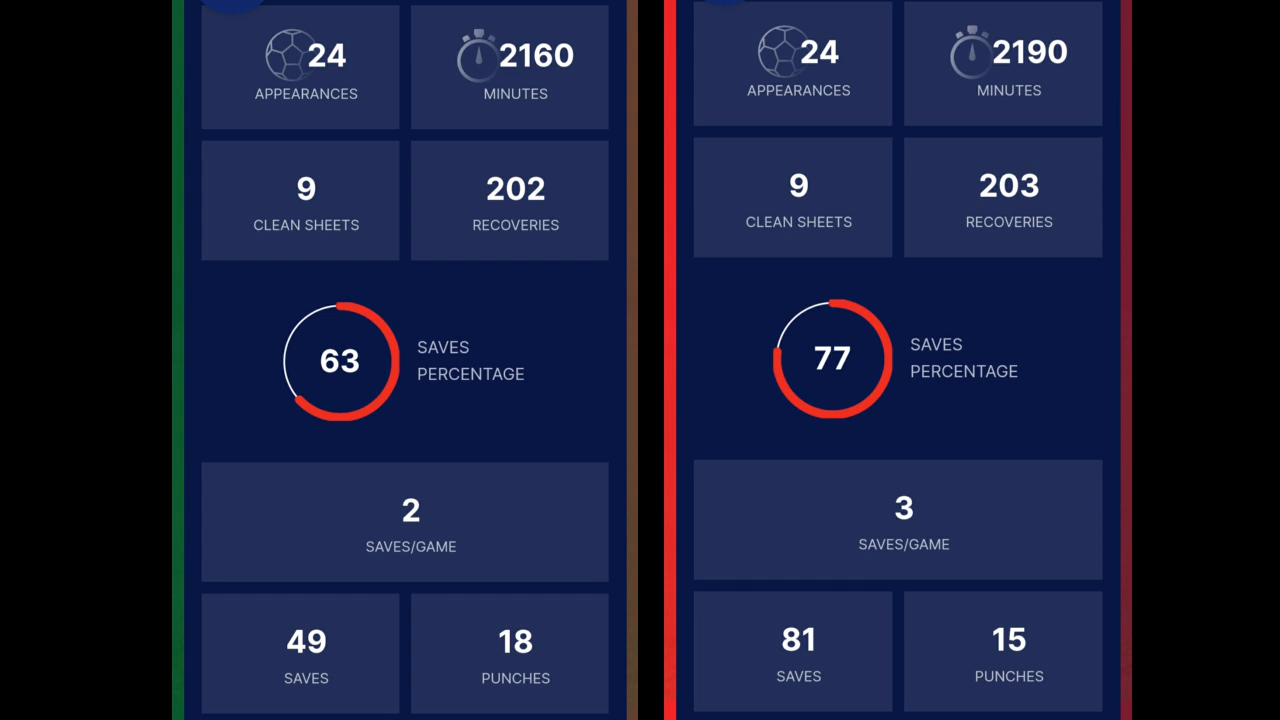 24
APPEARANCES
2160
MINUTES
9
CLEAN SHEETS
202
RECOVERIES
63
SAVES
PERCENTAGE
2
SAVES/GAME
49
SAVES
18
PUNCHES
24
APPEARANCES
2190
MINUTES
9
CLEAN SHEETS
203
RECOVERIES
77
SAVES
PERCENTAGE
3
SAVES/GAME
81
SAVES
15
PUNCHES